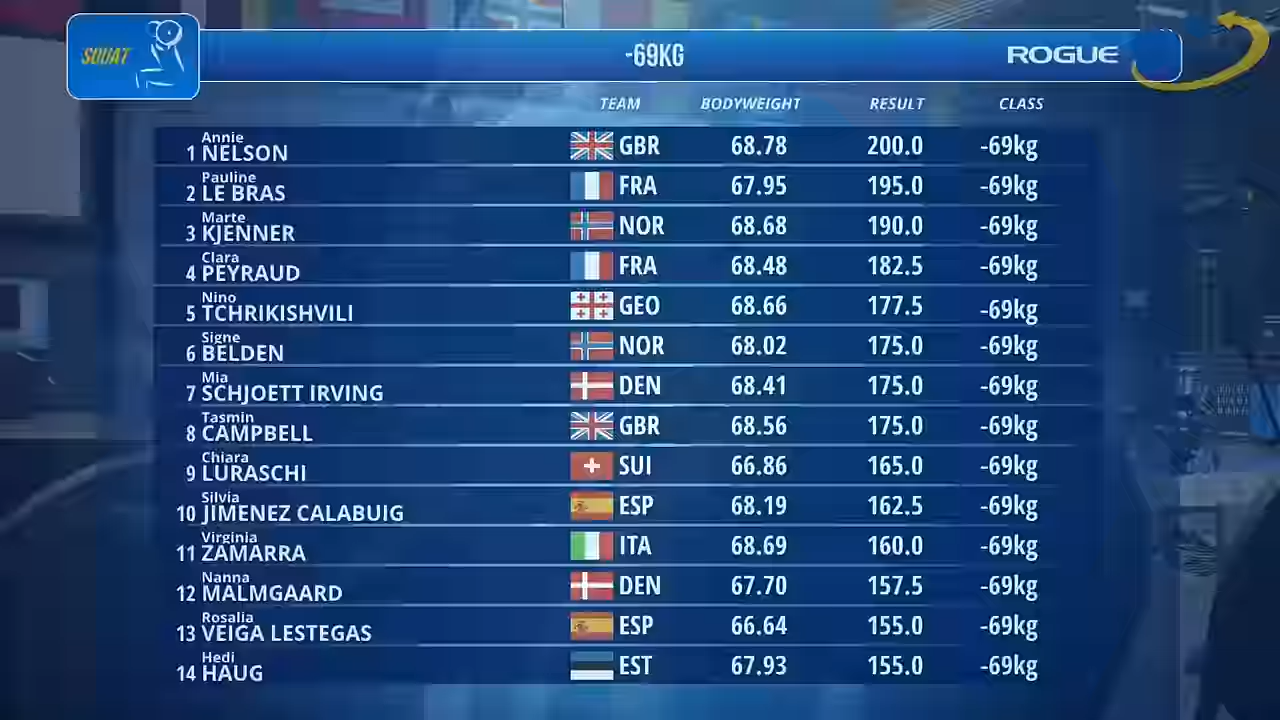 SQUAT
-69KG
ROGUE
TEAM BODYWEIGHT RESULT CLASS
1 Annie NELSON GBR 68.78 200.0 -69kg
2 Pauline LE BRAS FRA 67.95 195.0 -69kg
3 Marte KJENNER NOR 68.68 190.0 -69kg
4 Clara PEYRAUD FRA 68.48 182.5 -69kg
5 Nino TCHRIKISHVILI GEO 68.66 177.5 -69kg
6 Signe BELDEN NOR 68.02 175.0 -69kg
7 Mia SCHJOETT IRVING DEN 68.41 175.0 -69kg
8 Tasmin CAMPBELL GBR 68.56 175.0 -69kg
9 Chiara LURASCHI SUI 66.86 165.0 -69kg
10 Silvia JIMENEZ CALABUIG ESP 68.19 162.5 -69kg
11 Virginia ZAMARRA ITA 68.69 160.0 -69kg
12 Nanna MALMGAARD DEN 67.70 157.5 -69kg
13 Rosalia VEIGA LESTEGAS ESP 66.64 155.0 -69kg
14 Hedi HAUG EST 67.93 155.0 -69kg